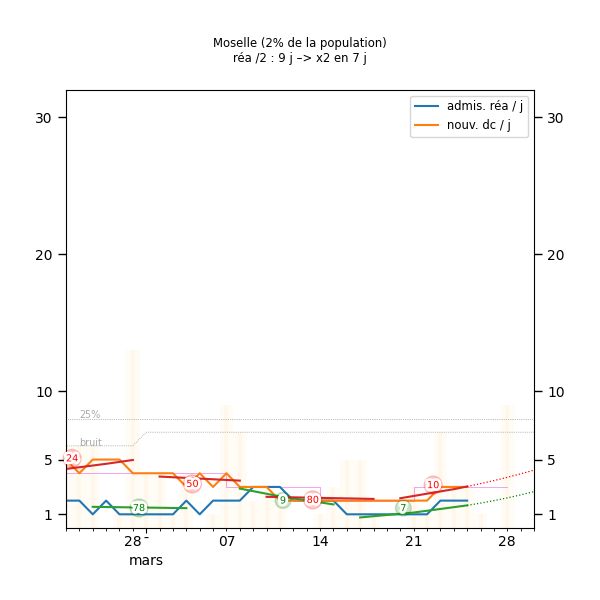 Moselle (2% de la population)
réa /2 : 9 j –> x2 en 7 j
admis. réa / j
nouv. dc / j
30 30
20 20
10 10
25%
bruit
5 5
24
50
10
78
9
80
7
1 1
28 07 14 21 28
mars